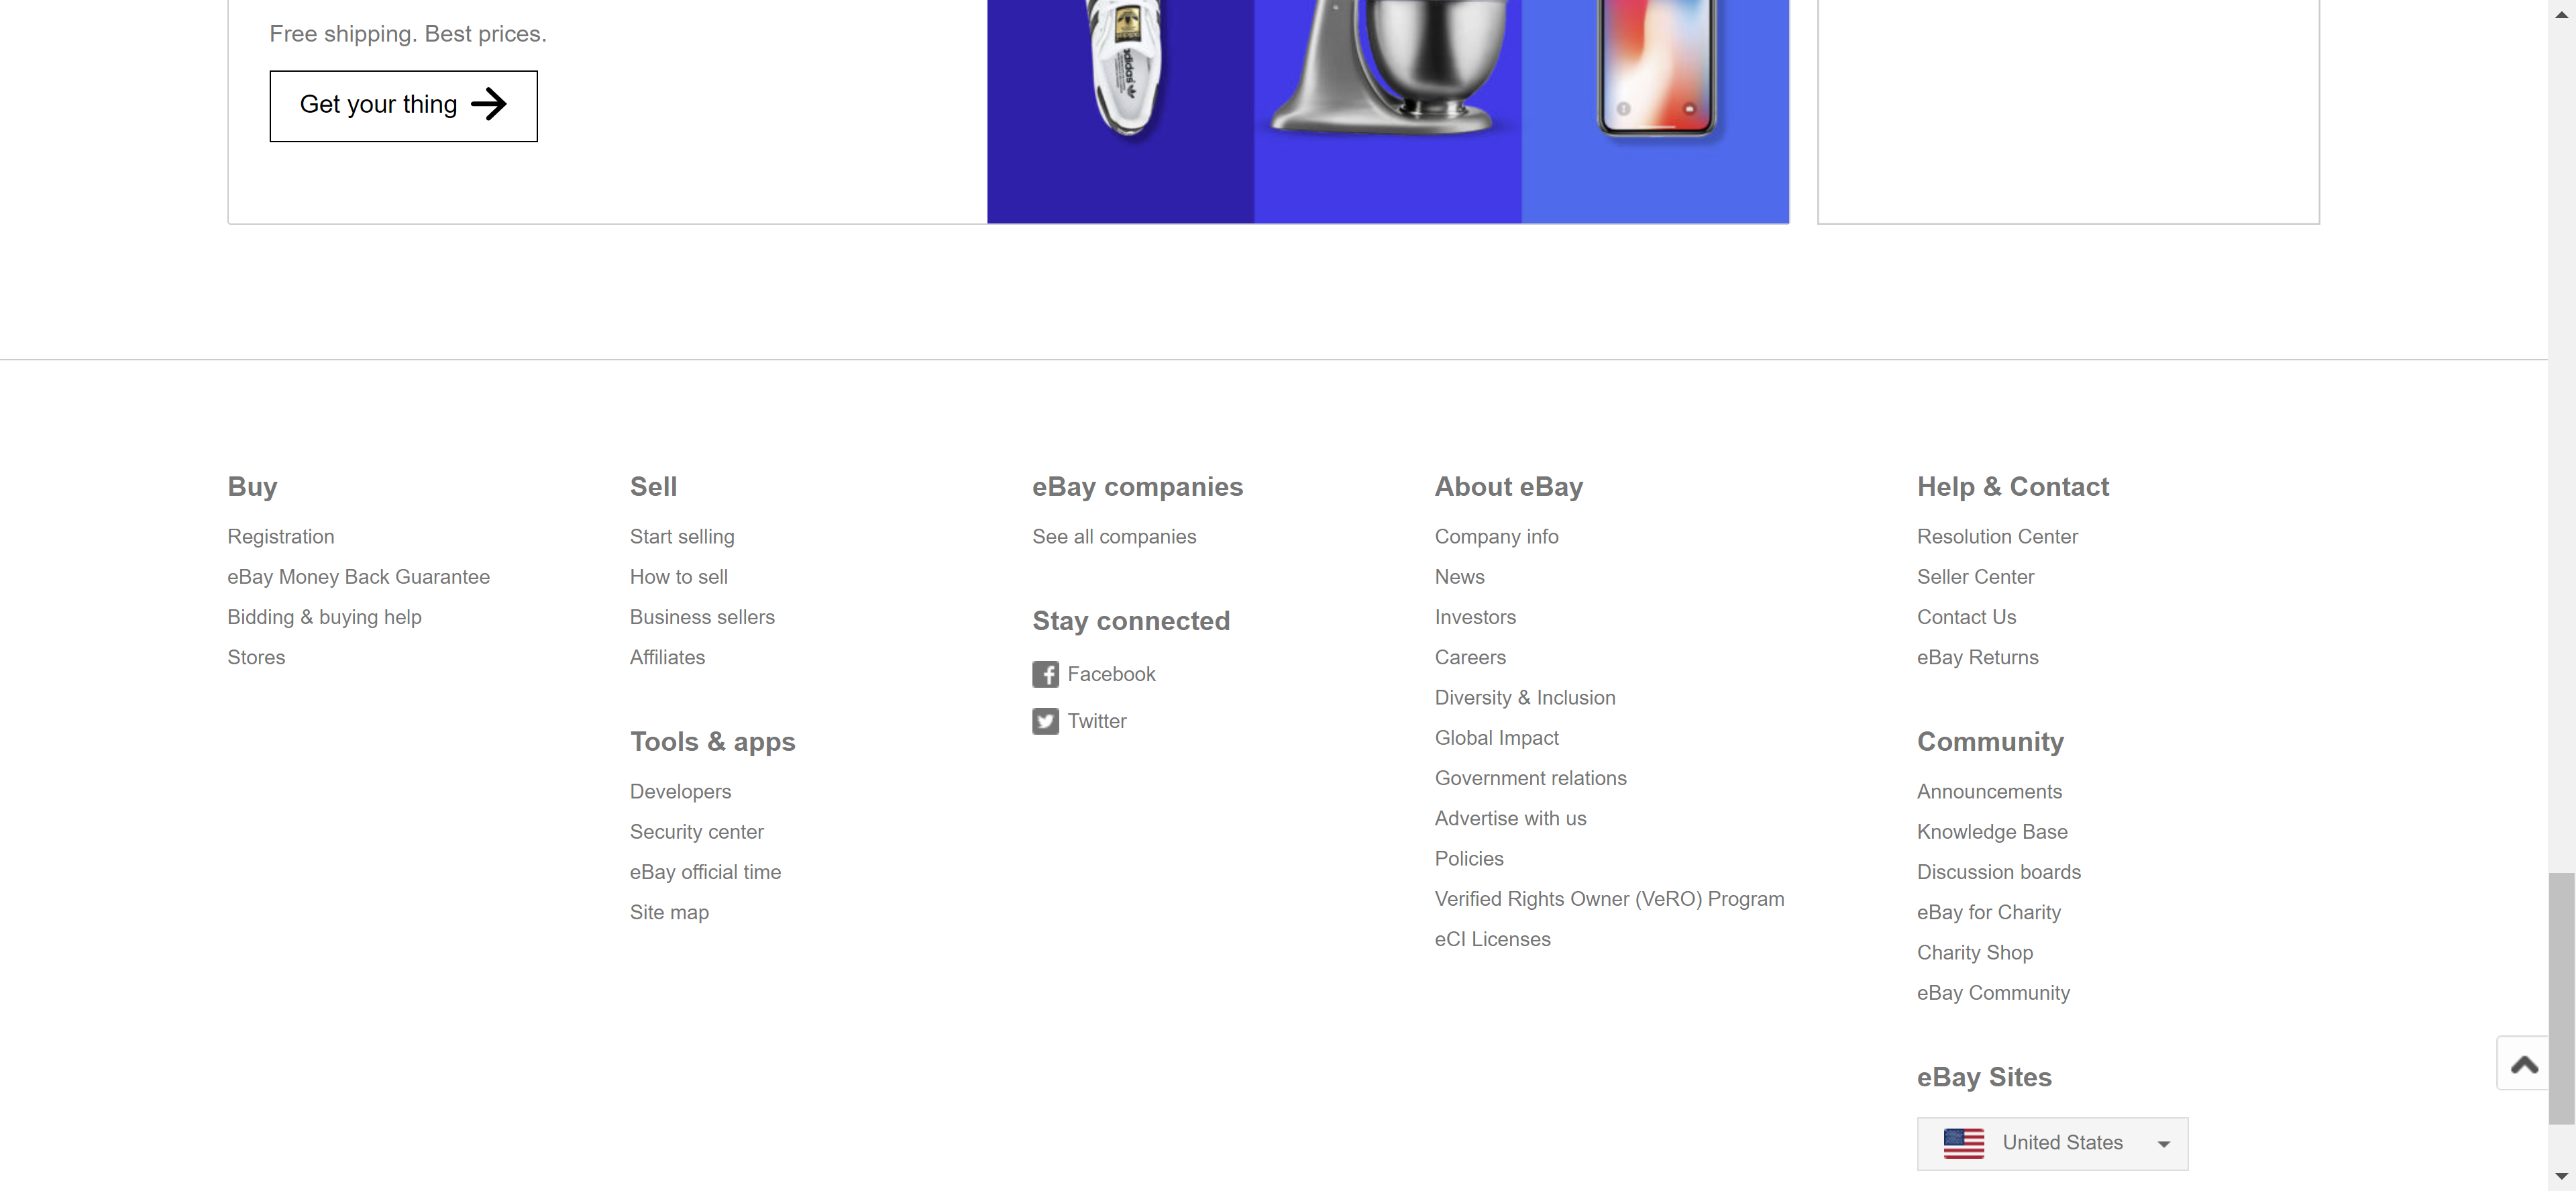 Free shipping. Best prices.
Get your thing
adidas
Buy
Registration
eBay Money Back Guarantee
Bidding & buying help
Stores
Sell
Start selling
How to sell
Business sellers
Affiliates
Tools & apps
Developers
Security center
eBay official time
Site map
eBay companies
See all companies
Stay connected
Facebook
Twitter
About eBay
Company info
News
Investors
Careers
Diversity & Inclusion
Global Impact
Government relations
Advertise with us
Policies
Verified Rights Owner (VeRO) Program
eCI Licenses
Help & Contact
Resolution Center
Seller Center
Contact Us
eBay Returns
Community
Announcements
Knowledge Base
Discussion boards
eBay for Charity
Charity Shop
eBay Community
eBay Sites
United States